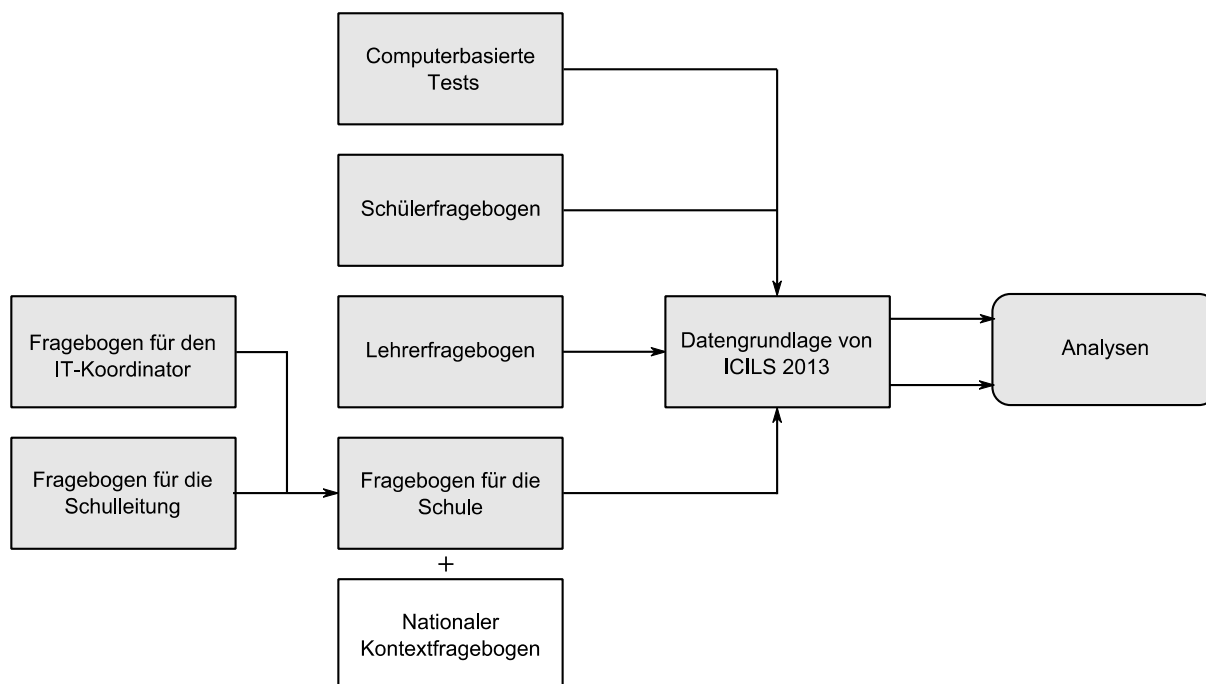 Computerbasierte
Tests
Schülerfragebogen
Fragebogen für den
IT-Koordinator
Lehrerfragebogen
Datengrundlage von
ICILS 2013
Analysen
Fragebogen für die
Schulleitung
Fragebogen für die
Schule
+
Nationaler
Kontextfragebogen